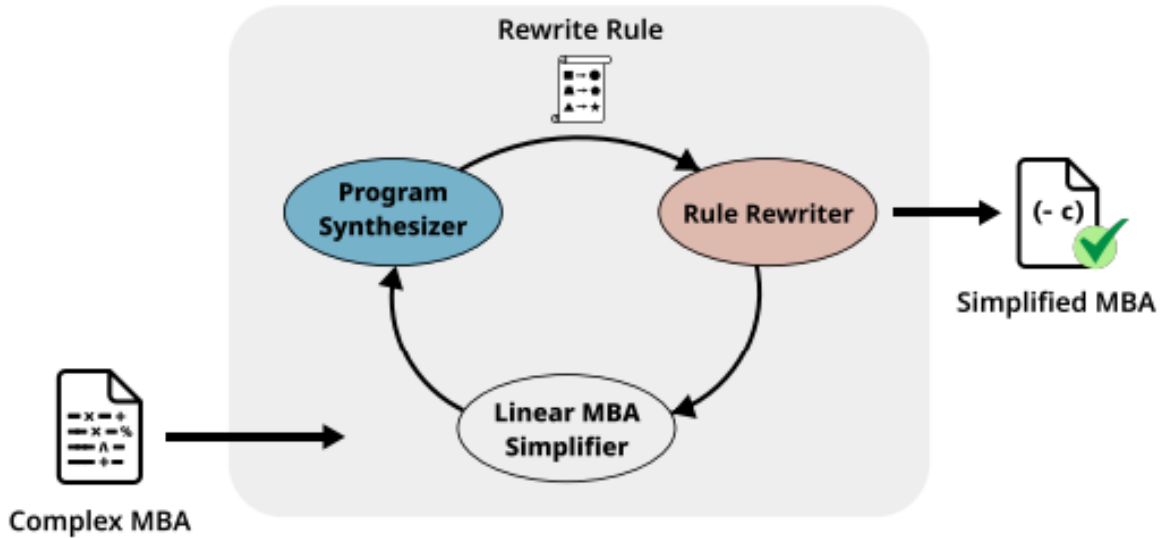 Rewrite Rule
Program
Synthesizer
Rule Rewriter
(- c)
Simplified MBA
Linear MBA
Simplifier
— × — +
— × — %
— ∧ —
— + —
Complex MBA